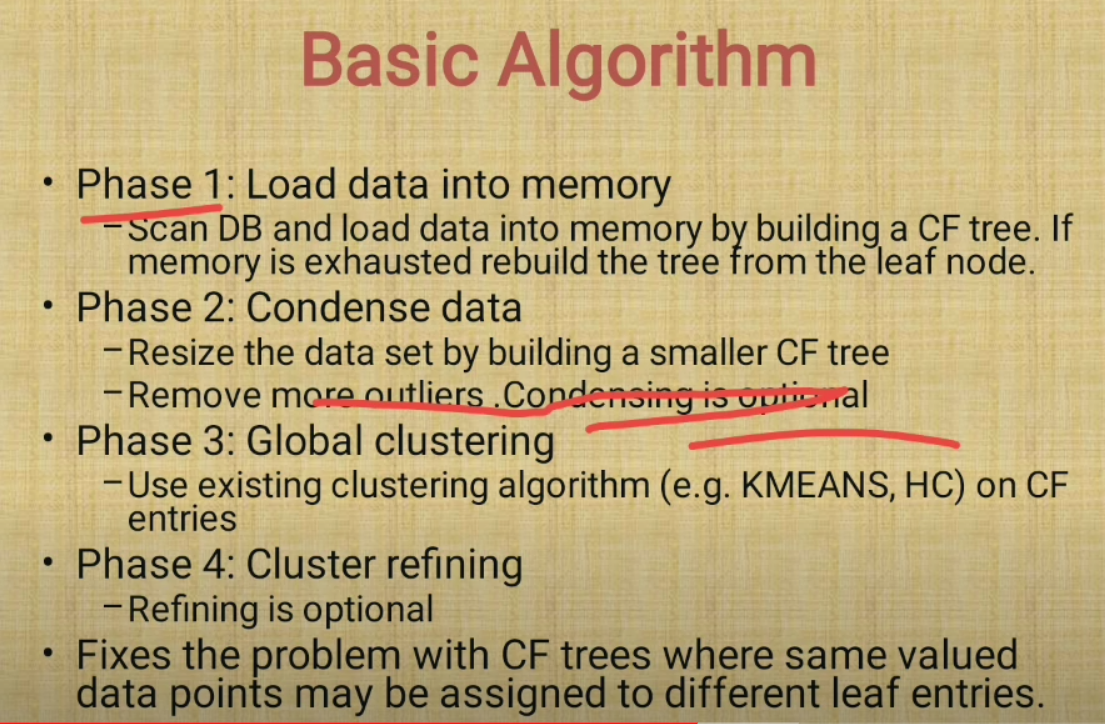 Basic Algorithm
• Phase 1: Load data into memory
–Scan DB and load data into memory by building a CF tree. If
memory is exhausted rebuild the tree from the leaf node.
• Phase 2: Condense data
–Resize the data set by building a smaller CF tree
–Remove more outliers .Condensing is optional
• Phase 3: Global clustering
–Use existing clustering algorithm (e.g. KMEANS, HC) on CF
entries
• Phase 4: Cluster refining
–Refining is optional
• Fixes the problem with CF trees where same valued
data points may be assigned to different leaf entries.